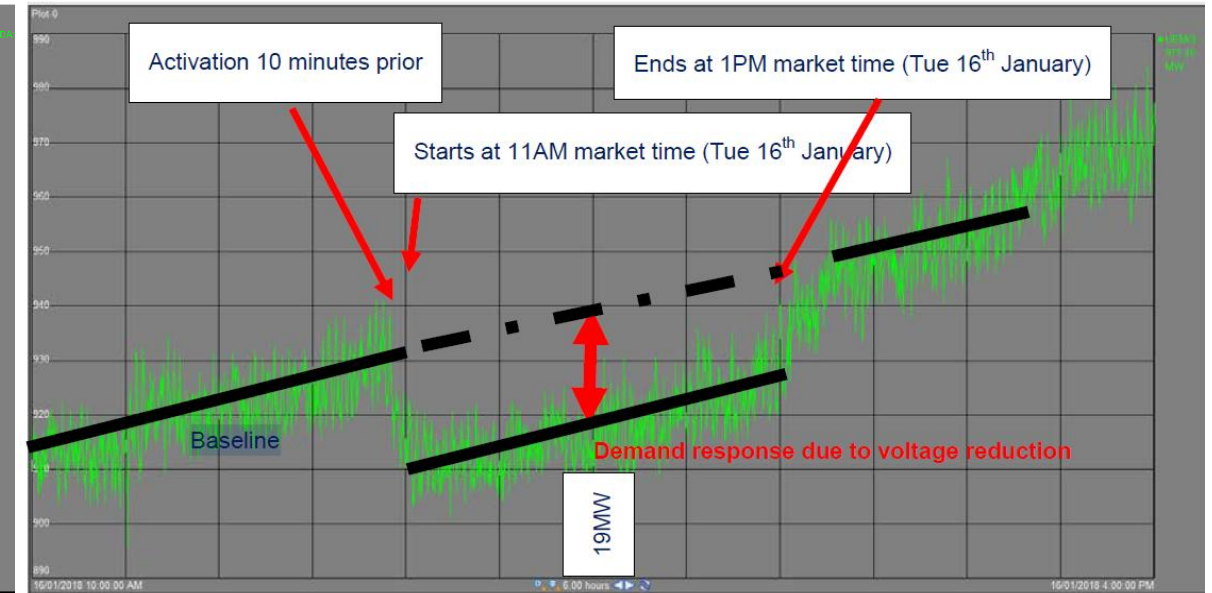 Plot-0
990
Activation 10 minutes prior
Ends at 1PM market time (Tue 16th January)
980
970
Starts at 11AM market time (Tue 16th January)
960
950
940
930
920
Baseline
910
Demand response due to voltage reduction
19MW
900
890
16/01/2018 10:00:00 AM
6.00 hours
16/01/2018 4:00:00 PM
MW